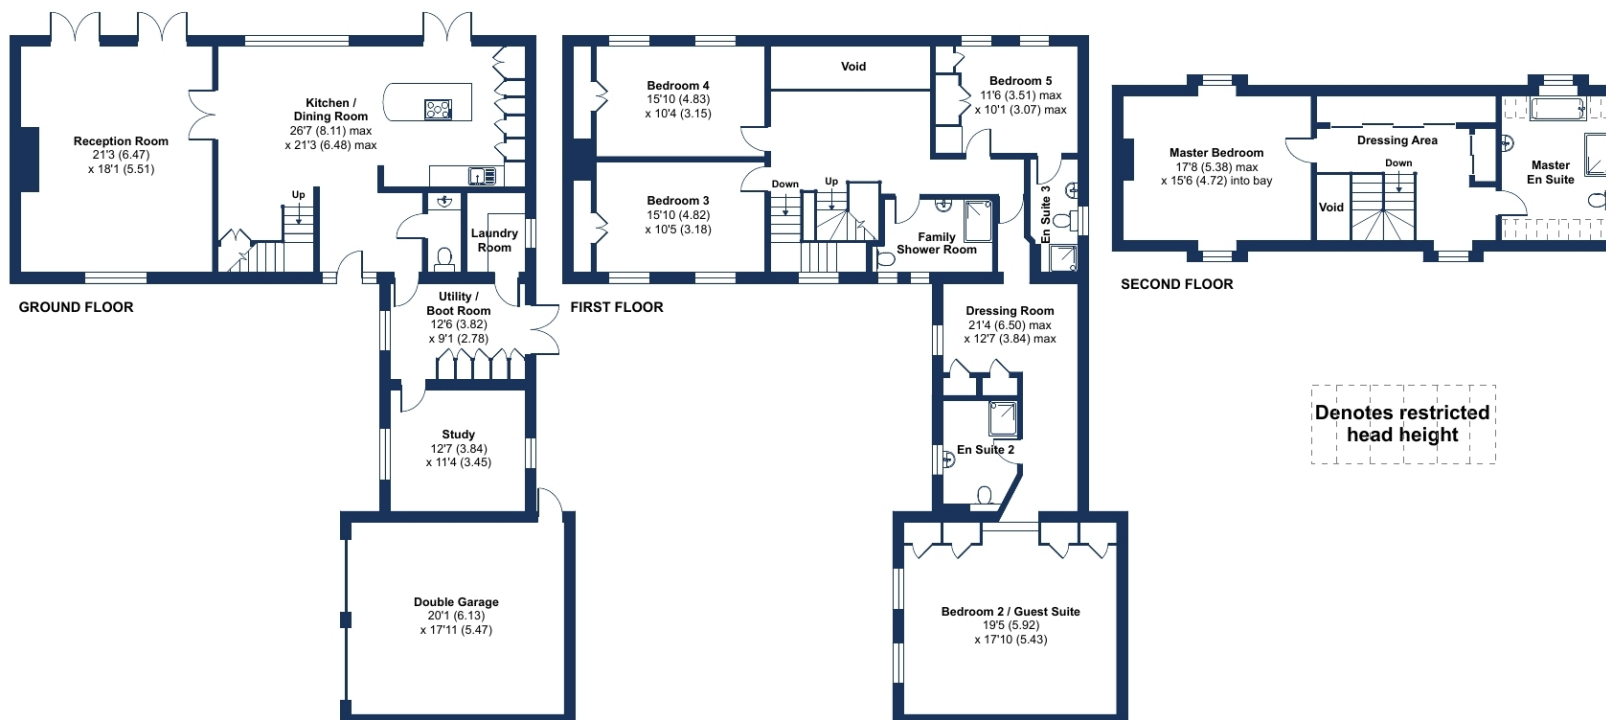 Reception Room
21'3 (6.47)
x 18'1 (5.51)
Kitchen /
Dining Room
26'7 (8.11) max
x 21'3 (6.48) max
Up
Laundry
Room
GROUND FLOOR
Utility /
Boot Room
12'6 (3.82)
x 9'1 (2.78)
Study
12'7 (3.84)
x 11'4 (3.45)
Double Garage
20'1 (6.13)
x 17'11 (5.47)
Bedroom 4
15'10 (4.83)
x 10'4 (3.15)
Void
Bedroom 5
11'6 (3.51) max
x 10'1 (3.07) max
Bedroom 3
15'10 (4.82)
x 10'5 (3.18)
Down
Up
Family
Shower Room
En Suite 3
FIRST FLOOR
Dressing Room
21'4 (6.50) max
x 12'7 (3.84) max
En Suite 2
Bedroom 2 / Guest Suite
19'5 (5.92)
x 17'10 (5.43)
Master Bedroom
17'8 (5.38) max
x 15'6 (4.72) into bay
Dressing Area
Down
Void
Master
En Suite
SECOND FLOOR
Denotes restricted
head height